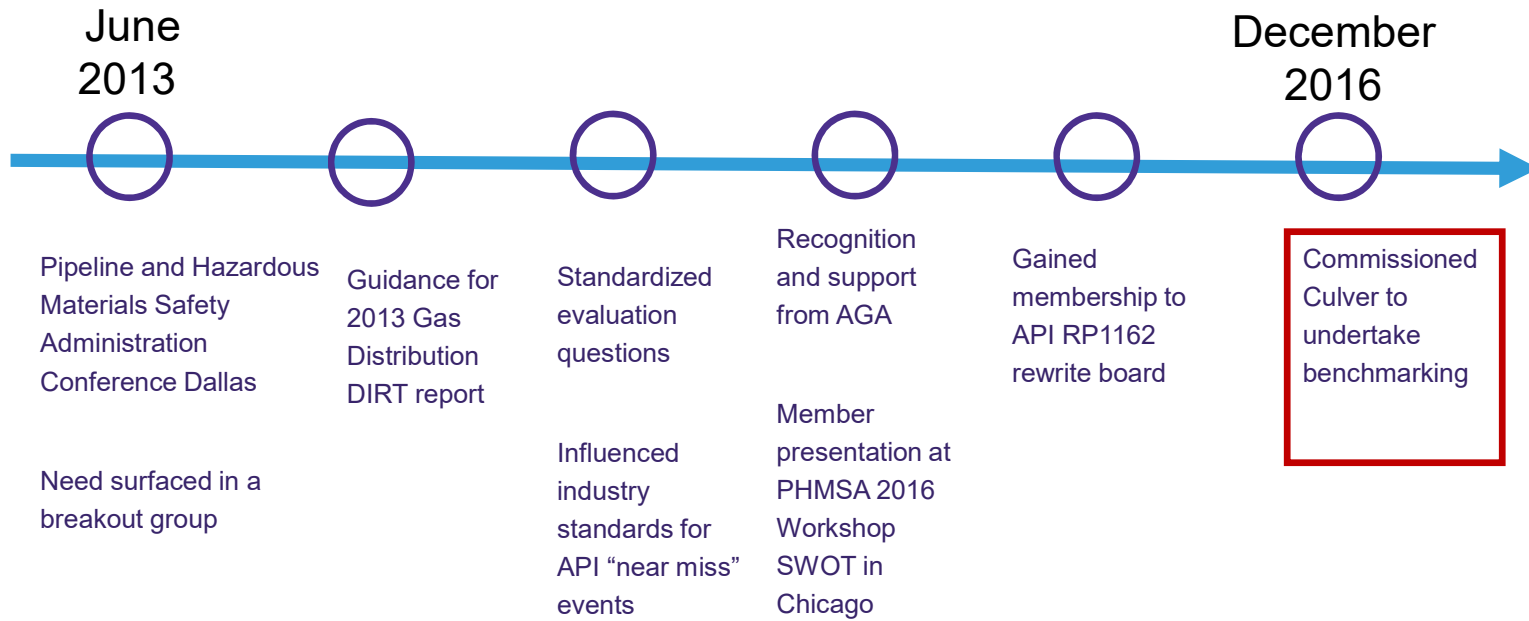 June
2013
December
2016
Pipeline and Hazardous
Materials Safety
Administration
Conference Dallas
Need surfaced in a
breakout group
Guidance for
2013 Gas
Distribution
DIRT report
Standardized
evaluation
questions
Influenced
industry
standards for
API “near miss”
events
Recognition
and support
from AGA
Member
presentation at
PHMSA 2016
Workshop
SWOT in
Chicago
Gained
membership to
API RP1162
rewrite board
Commissioned
Culver to
undertake
benchmarking